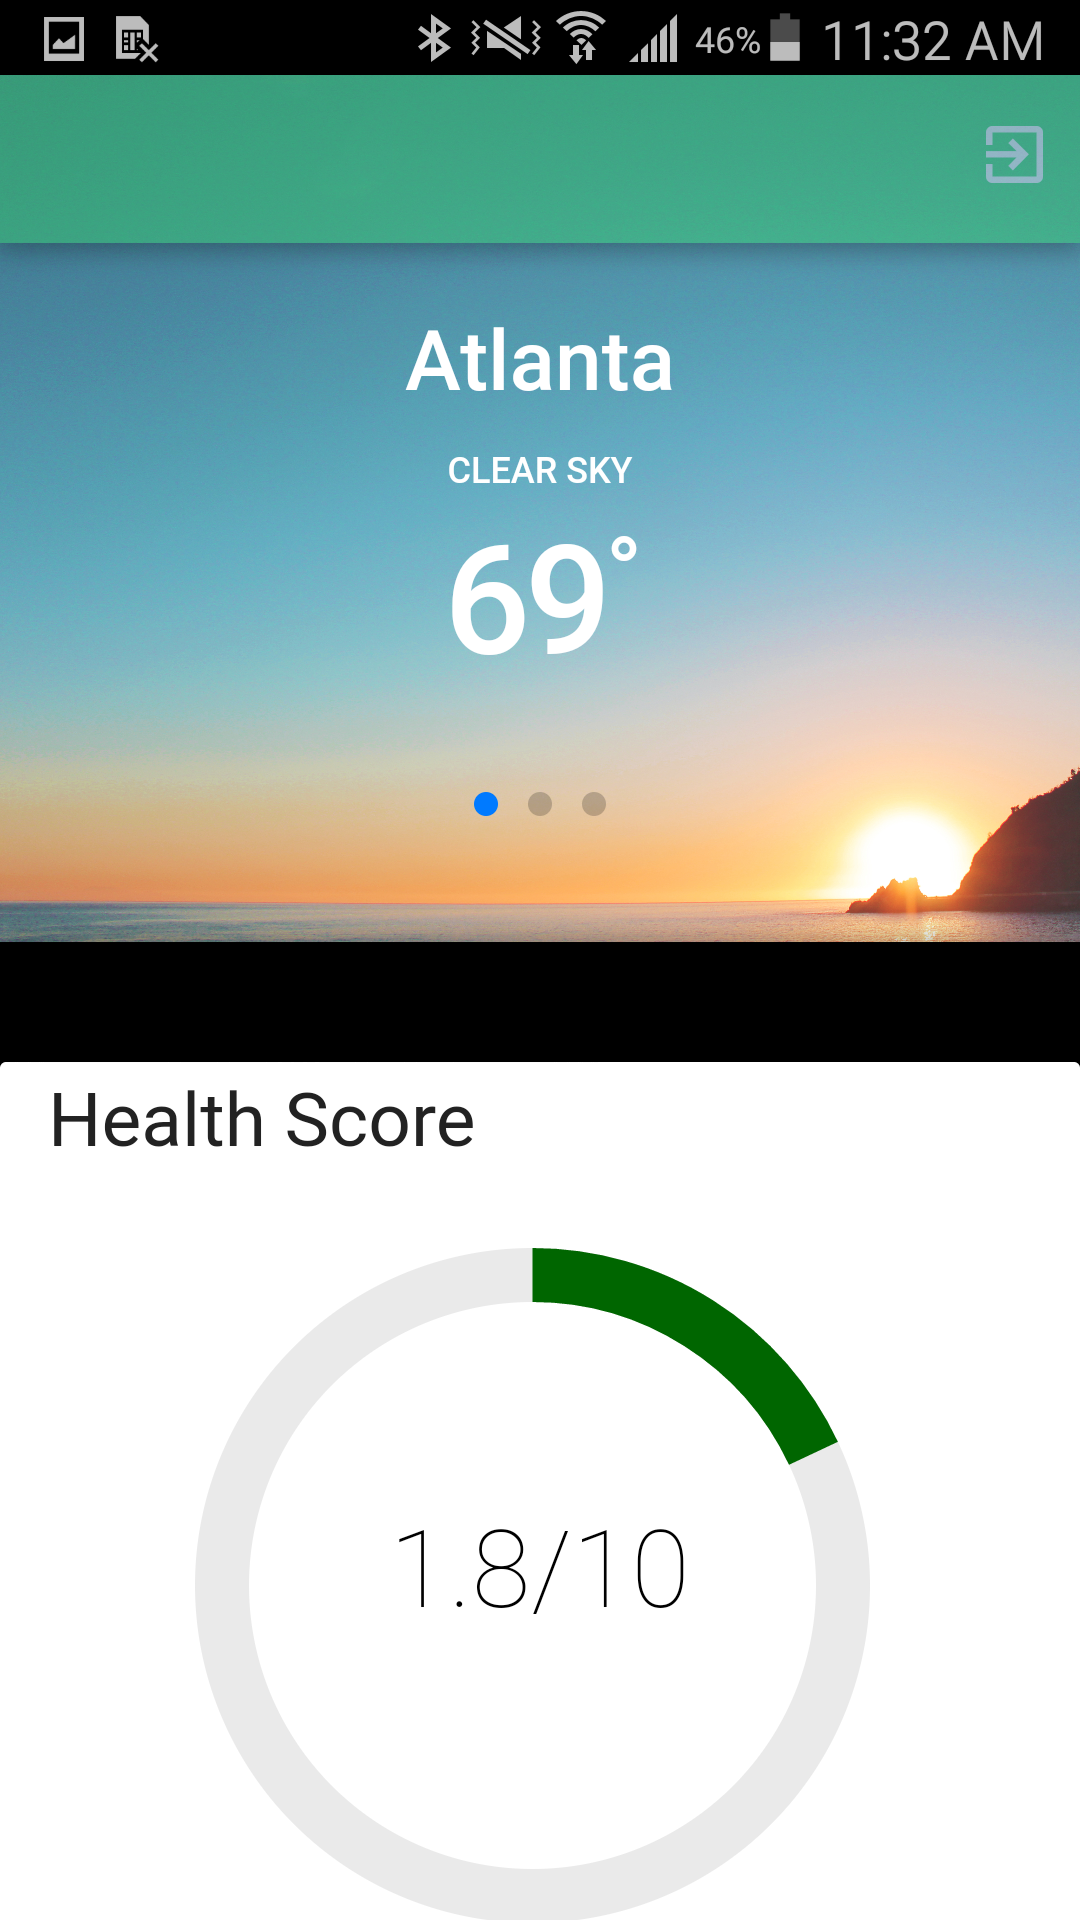 46% 11:32 AM
Atlanta
CLEAR SKY
69°
Health Score
1.8/10